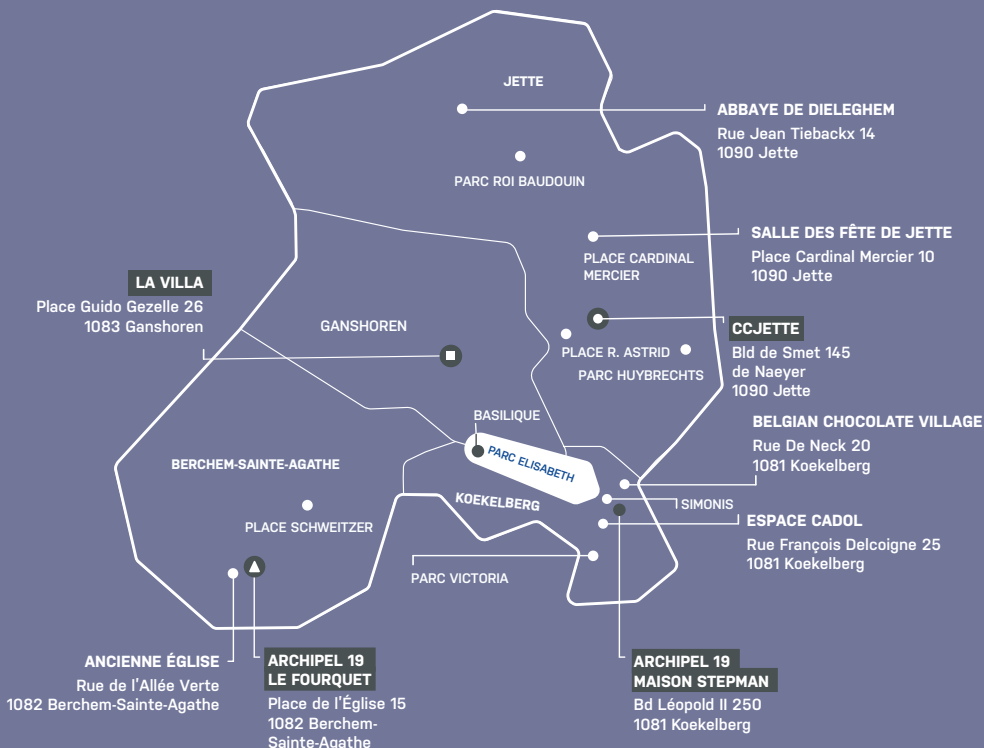 JETTE
ABBAYE DE DIELEGHEM
Rue Jean Tiebackx 14
1090 Jette
PARC ROI BAUDOUIN
SALLE DES FÊTE DE JETTE
Place Cardinal Mercier 10
1090 Jette
PLACE CARDINAL
MERCIER
LA VILLA
Place Guido Gezelle 26
1083 Ganshoren
GANSHOREN
CCJETTE
Bld de Smet 145
de Naeyer
1090 Jette
PLACE R. ASTRID
PARC HUYBRECHTS
BASILIQUE
PARC ELISABETH
BELGIAN CHOCOLATE VILLAGE
Rue De Neck 20
1081 Koekelberg
BERCHEM-SAINTE-AGATHE
KOEKELBERG
SIMONIS
PLACE SCHWEITZER
ESPACE CADOL
Rue François Delcoigne 25
1081 Koekelberg
PARC VICTORIA
ANCIENNE ÉGLISE
Rue de l'Allée Verte
1082 Berchem-Sainte-Agathe
ARCHIPEL 19
LE FOURQUET
Place de l'Église 15
1082 Berchem-
Sainte-Agathe
ARCHIPEL 19
MAISON STEPMAN
Bd Léopold II 250
1081 Koekelberg